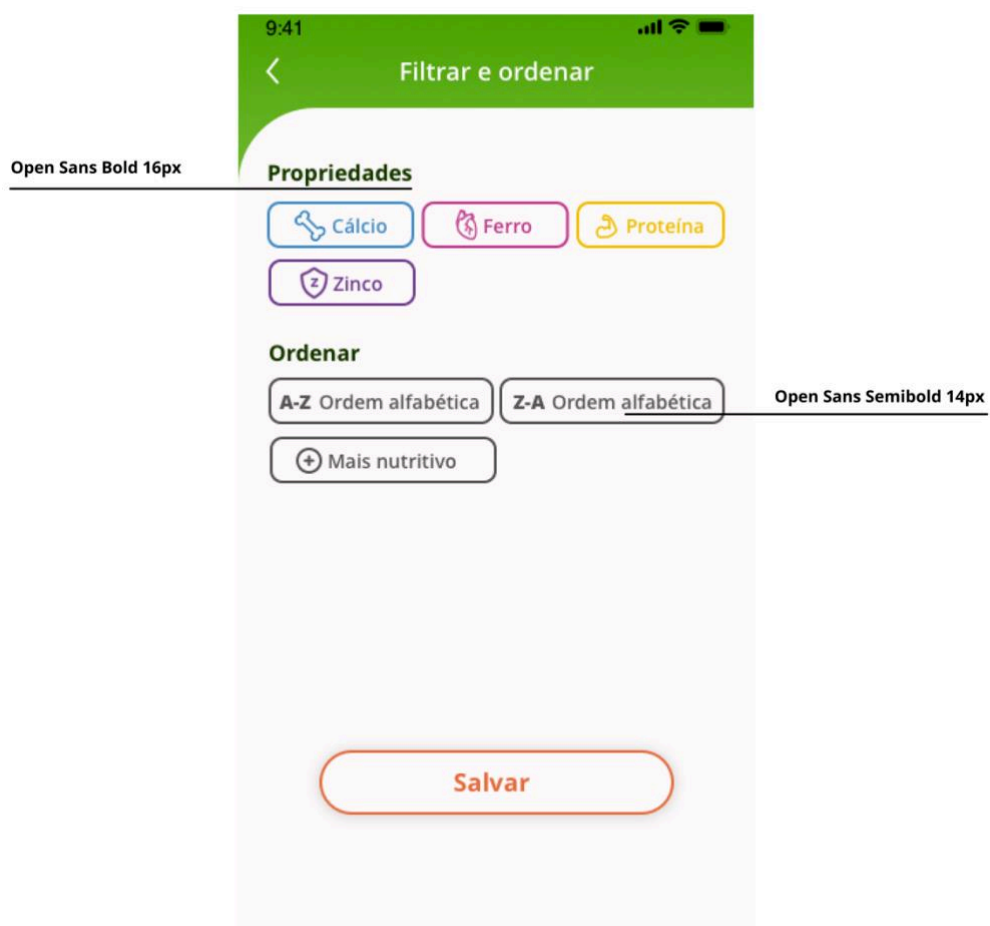 9:41
Filtrar e ordenar
Open Sans Bold 16px
Propriedades
Cálcio
Ferro
Proteína
Z Zinco
Ordenar
A-Z Ordem alfabética
Z-A Ordem alfabética
Open Sans Semibold 14px
Mais nutritivo
Salvar